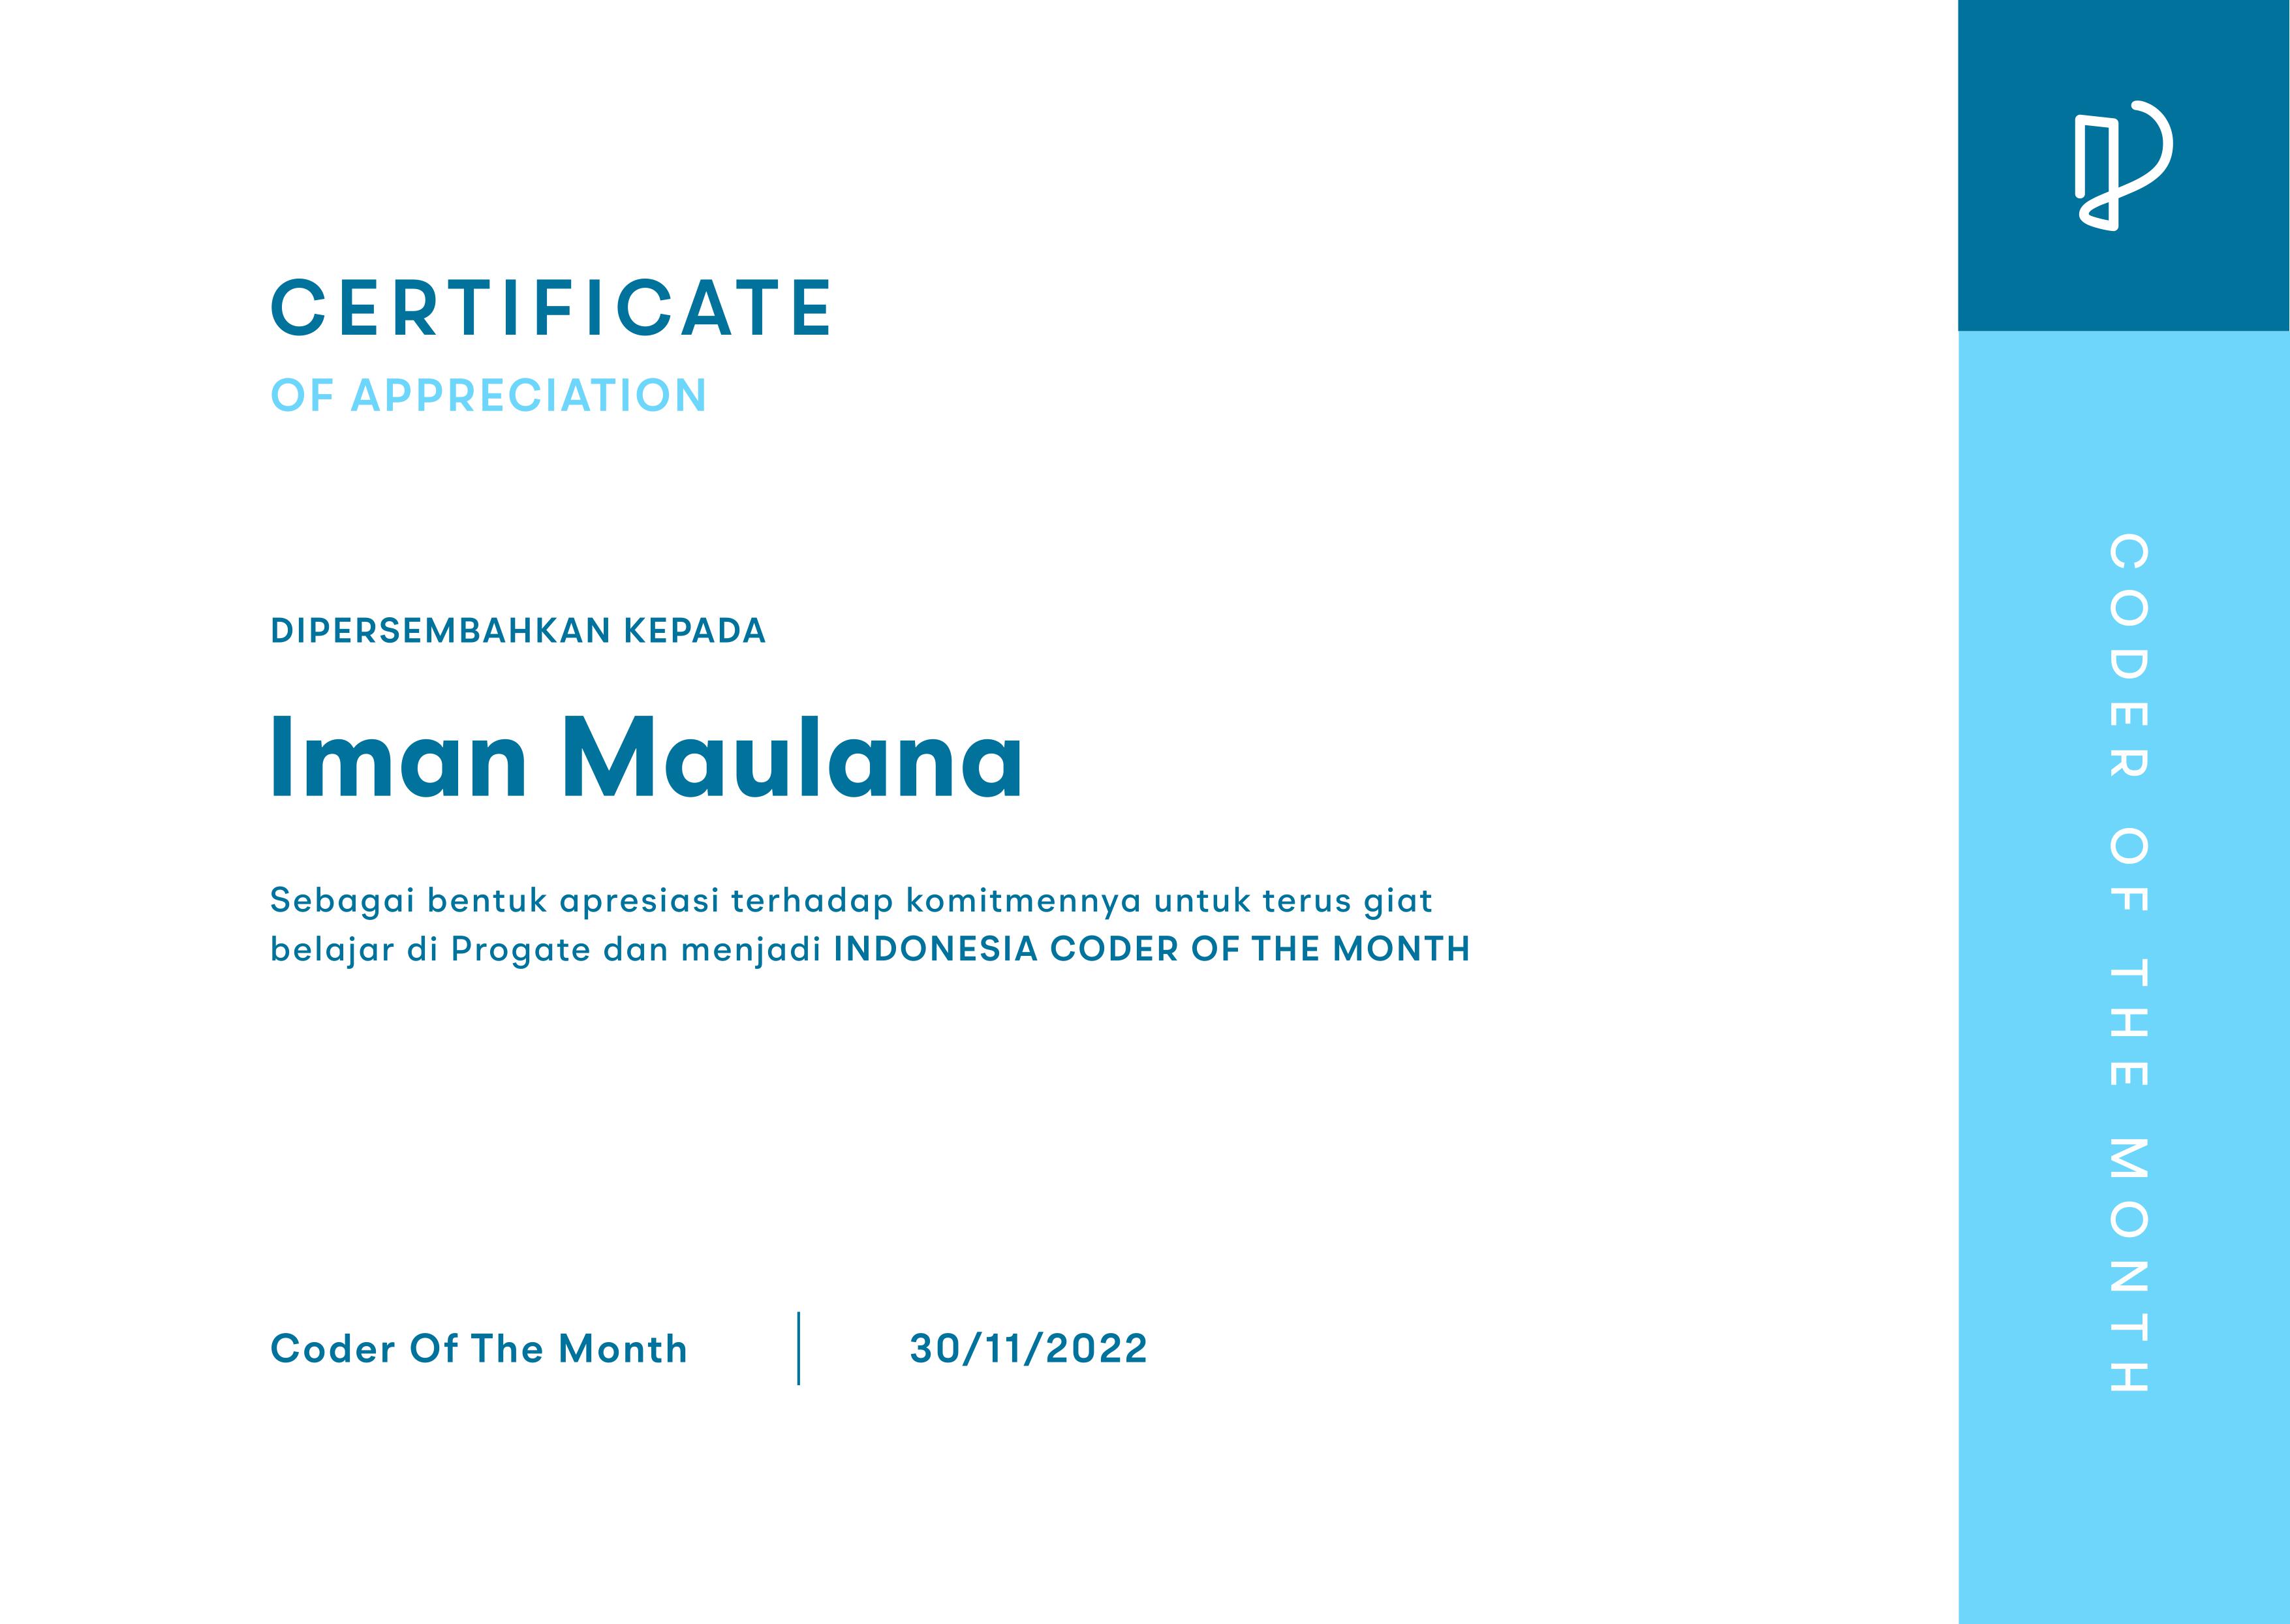 CERTIFICATE
OF APPRECIATION
DIPERSEMBAHKAN KEPADA
Iman Maulana
Sebagai bentuk apresiasi terhadap komitmennya untuk terus giat
belajar di Progate dan menjadi INDONESIA CODER OF THE MONTH
Coder Of The Month
30/11/2022
CODER OF THE MONTH